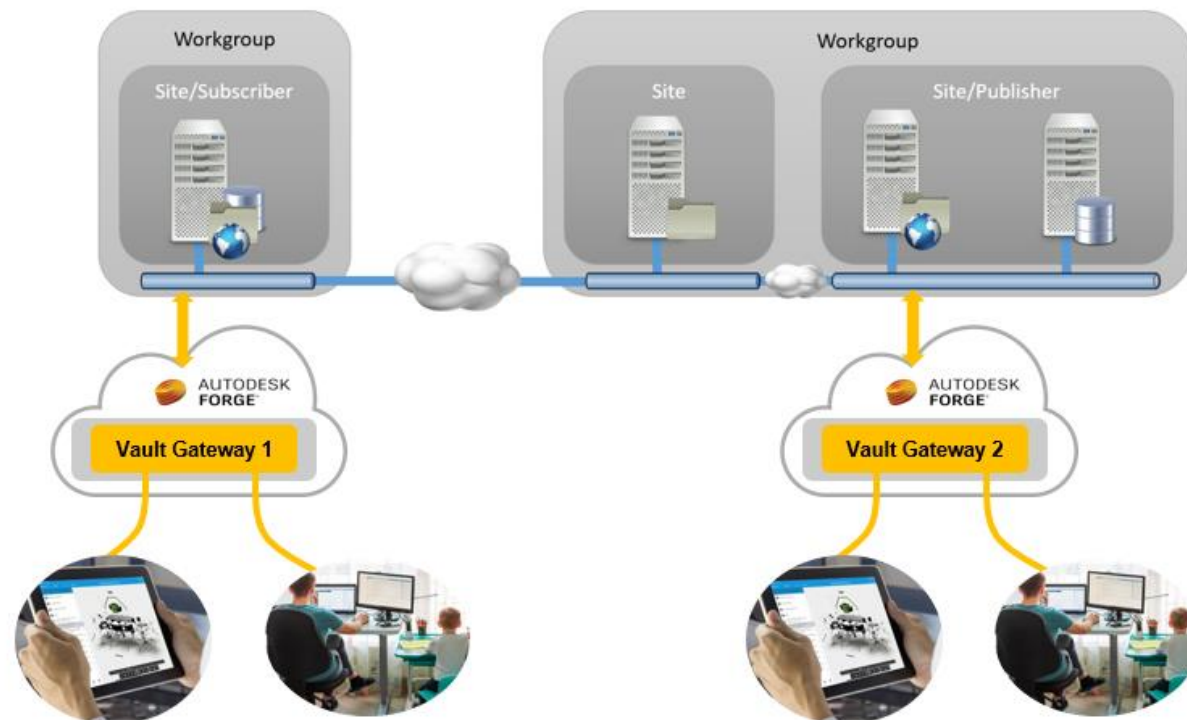 Workgroup
Workgroup
Site/Subscriber
Site
Site/Publisher
AUTODESK
FORGE
AUTODESK
FORGE
Vault Gateway 1
Vault Gateway 2